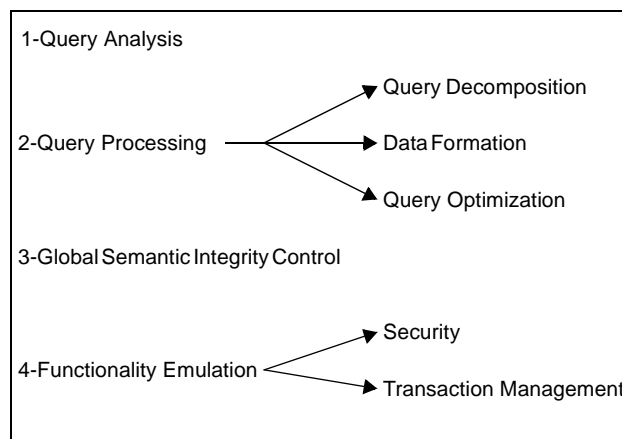 1-Query Analysis
Query Decomposition
2-Query Processing
Data Formation
Query Optimization
3-Global Semantic Integrity Control
Security
4-Functionality Emulation
Transaction Management